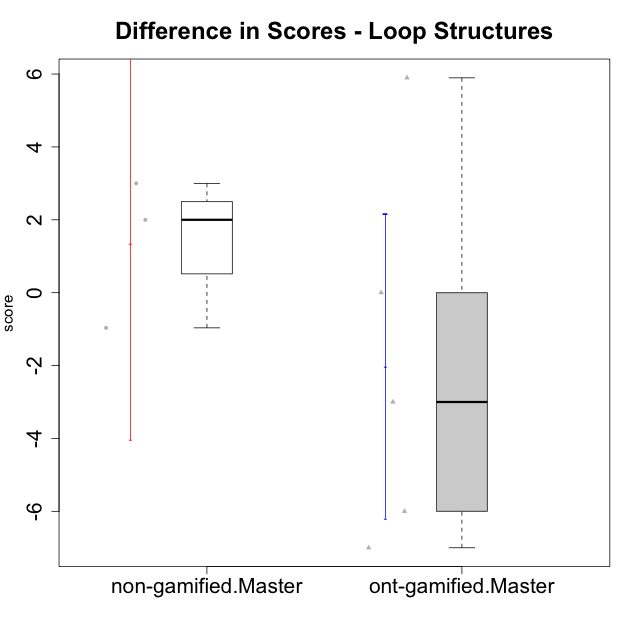 Difference in Scores - Loop Structures
6
4
2
0
-2
-4
-6
score
non-gamified.Master
ont-gamified.Master